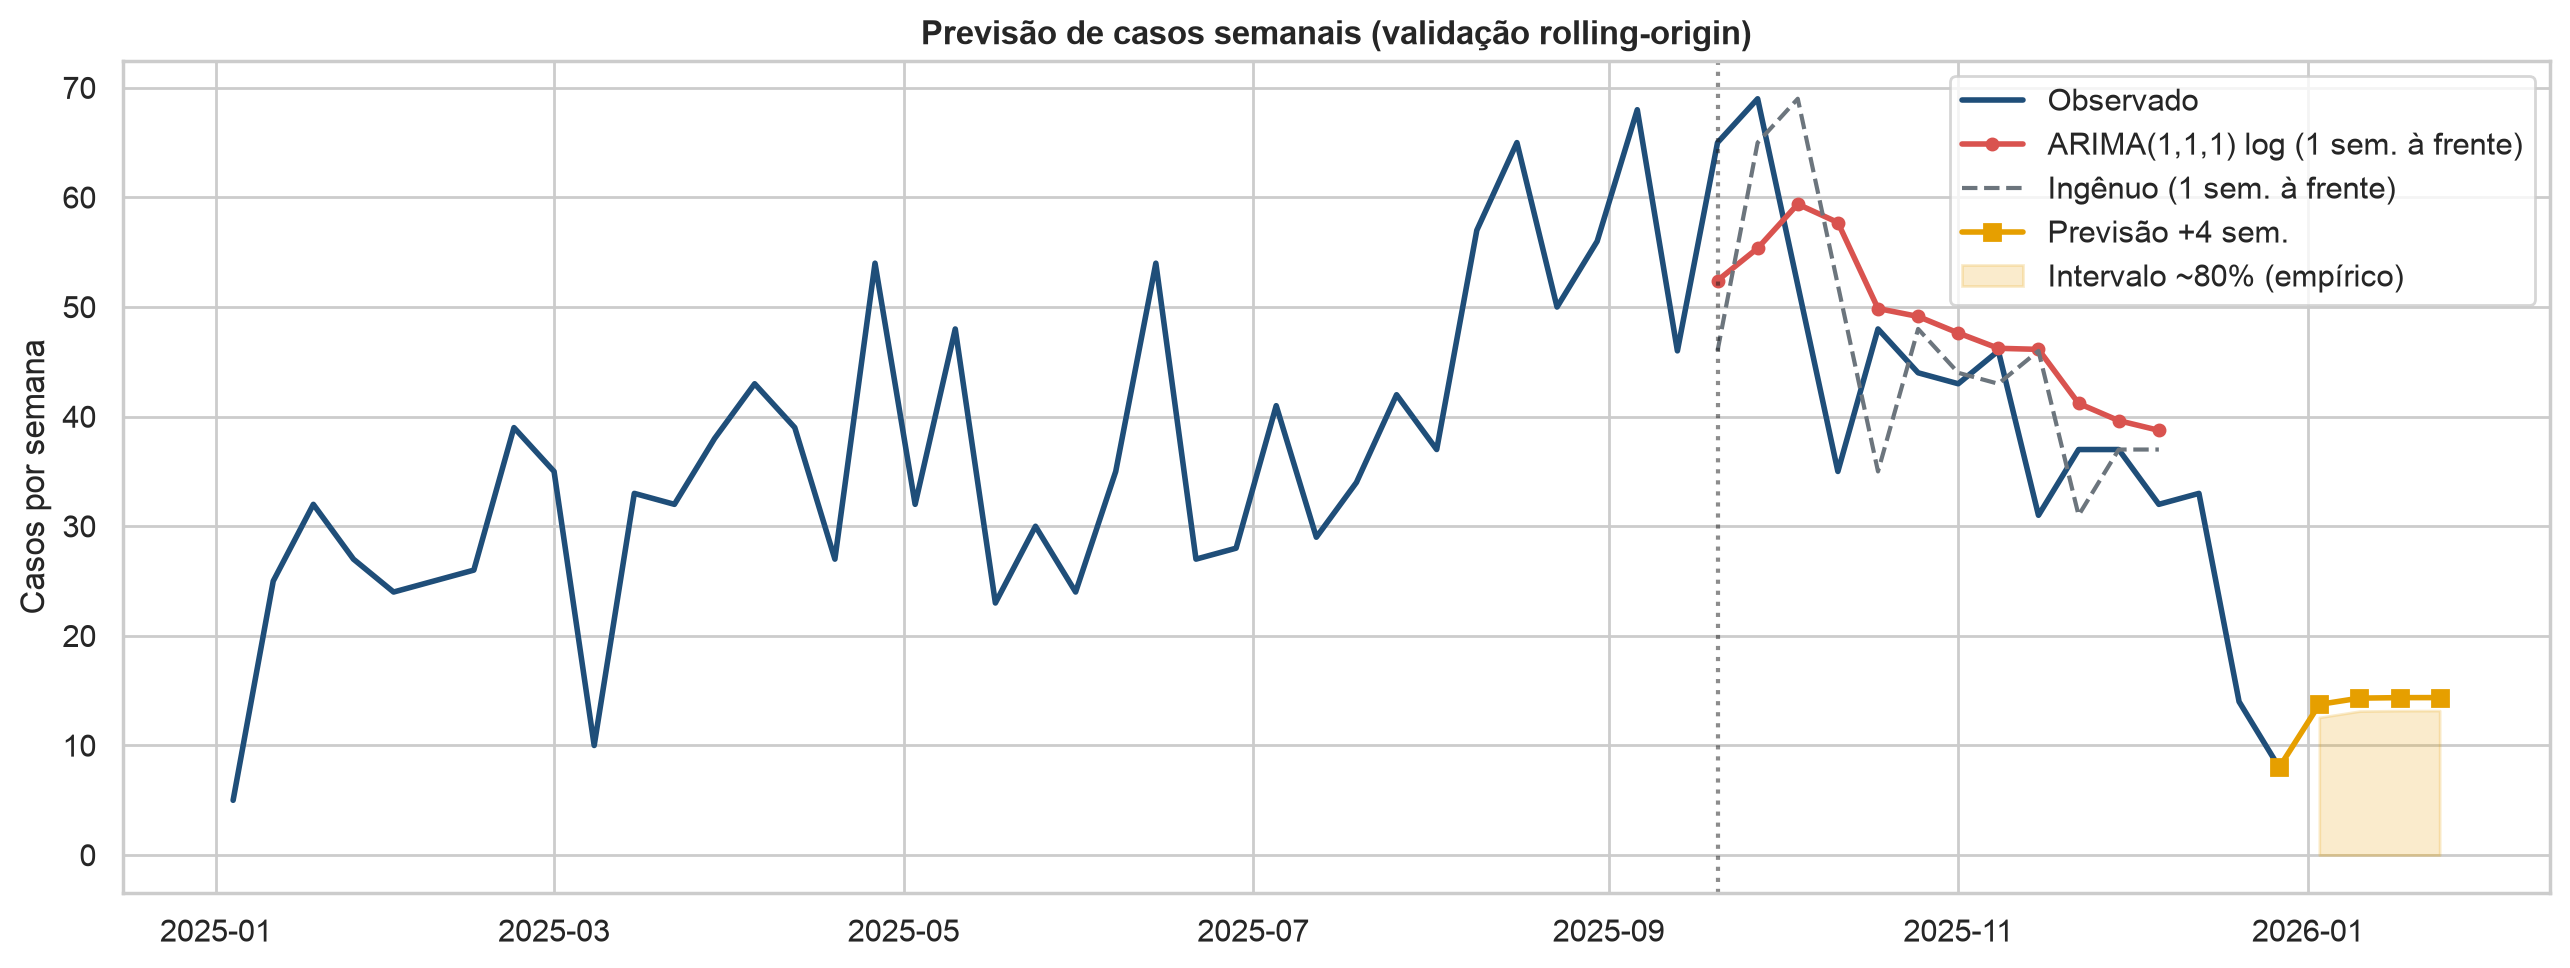 Previsão de casos semanais (validação rolling-origin)
Casos por semana
70
60
50
40
30
20
10
0
Observado
ARIMA(1,1,1) log (1 sem. à frente)
Ingênuo (1 sem. à frente)
Previsão +4 sem.
Intervalo ~80% (empírico)
2025-01
2025-03
2025-05
2025-07
2025-09
2025-11
2026-01